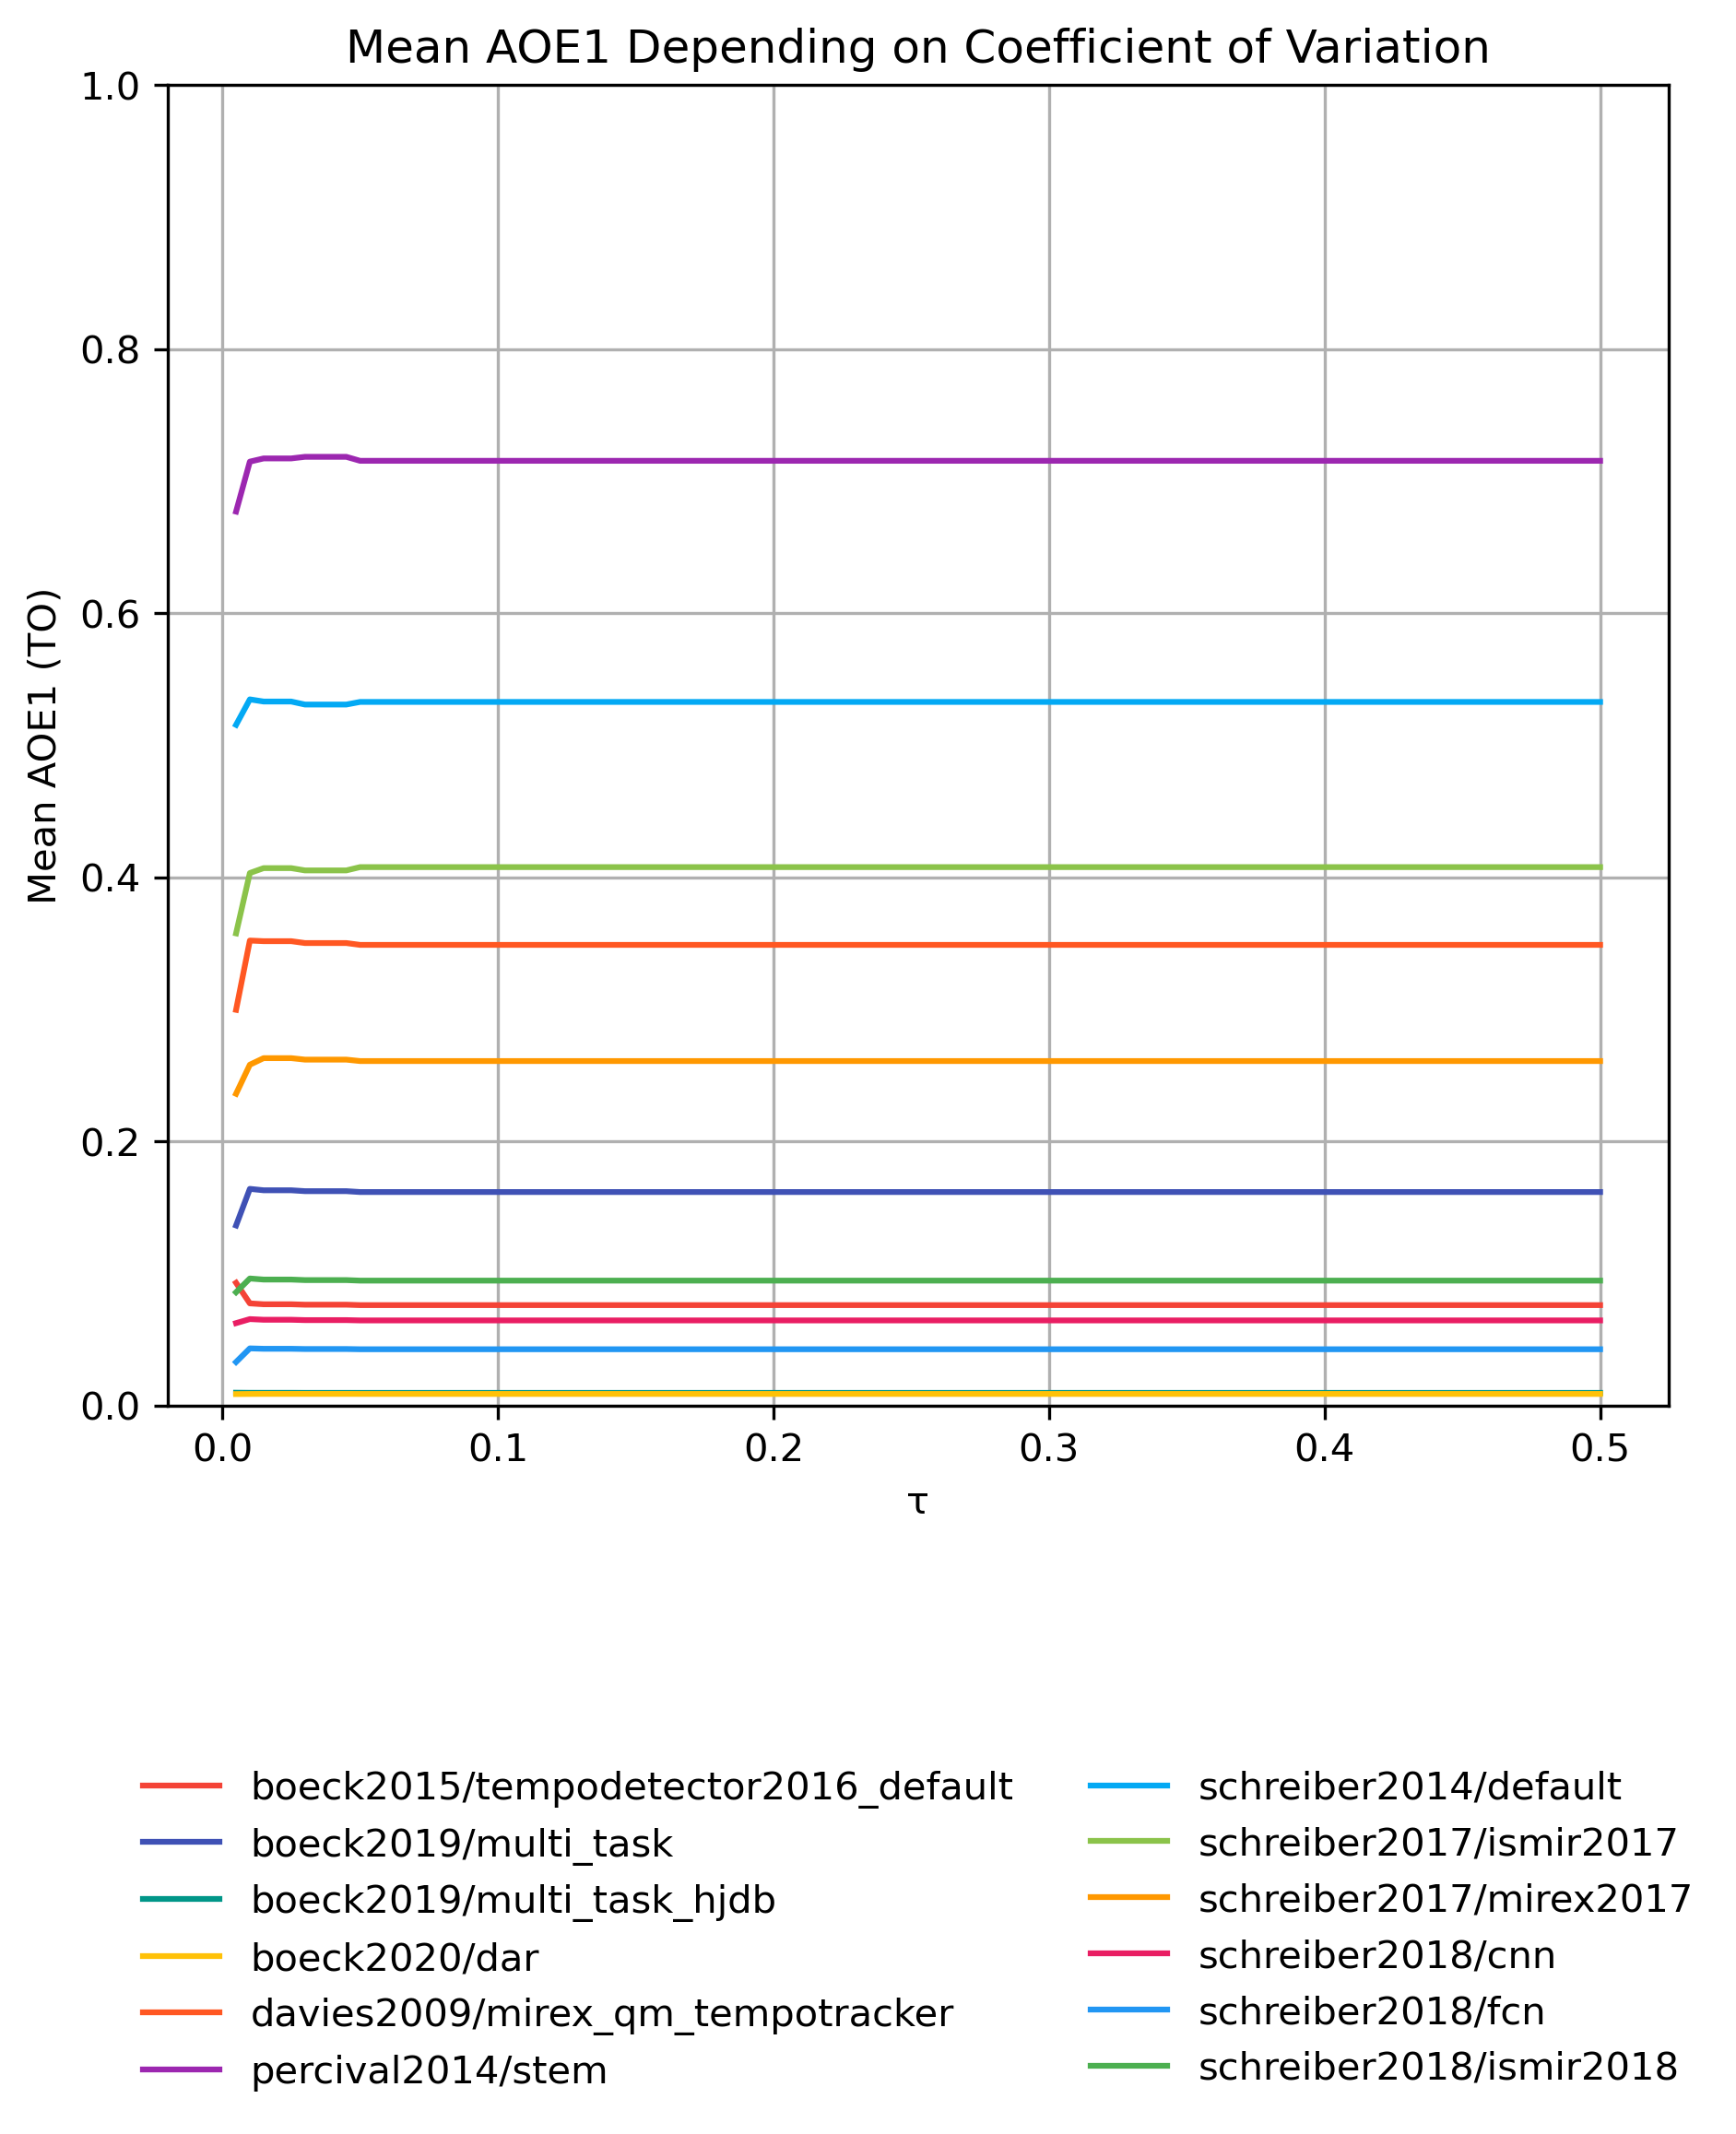 Mean AOE1 Depending on Coefficient of Variation
1.0
0.8
0.6
0.4
0.2
0.0
Mean AOE1 (TO)
0.0 0.1 0.2 0.3 0.4 0.5
τ
boeck2015/tempodetector2016_default
boeck2019/multi_task
boeck2019/multi_task_hjdb
boeck2020/dar
davies2009/mirex_qm_tempotracker
percival2014/stem
schreiber2014/default
schreiber2017/ismir2017
schreiber2017/mirex2017
schreiber2018/cnn
schreiber2018/fcn
schreiber2018/ismir2018